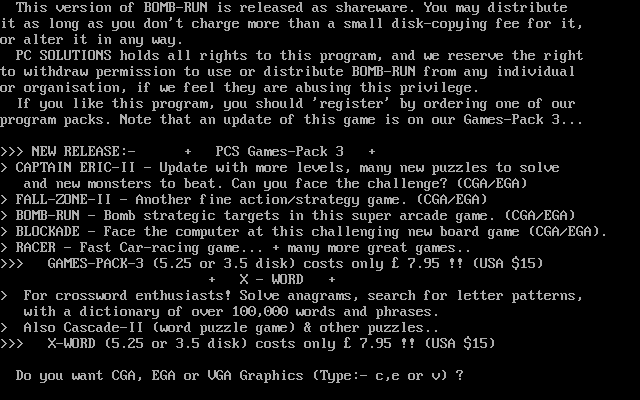 This version of BOMB-RUN is released as shareware. You may distribute
it as long as you don't charge more than a small disk-copying fee for it,
or alter it in any way.
PC SOLUTIONS holds all rights to this program, and we reserve the right
to withdraw permission to use or distribute BOMB-RUN from any individual
or organisation, if we feel they are abusing this privilege.
If you like this program, you should 'register' by ordering one of our
program packs. Note that an update of this game is on our Games-Pack 3...
>>> NEW RELEASE:- + PCS Games-Pack 3 +
> CAPTAIN ERIC-II - Update with more levels, many new puzzles to solve
and new monsters to beat. Can you face the challenge? (CGA/EGA)
> FALL-ZONE-II - Another fine action/strategy game. (CGA/EGA)
> BOMB-RUN - Bomb strategic targets in this super arcade game. (CGA/EGA)
> BLOCKADE - Face the computer at this challenging new board game (CGA/EGA).
> RACER - Fast Car-racing game... + many more great games..
>>> GAMES-PACK-3 (5.25 or 3.5 disk) costs only £ 7.95 !! (USA $15)
+ X - WORD +
> For crossword enthusiasts! Solve anagrams, search for letter patterns,
with a dictionary of over 100,000 words and phrases.
> Also Cascade-II (word puzzle game) & other puzzles..
>>> X-WORD (5.25 or 3.5 disk) costs only £ 7.95 !! (USA $15)
Do you want CGA, EGA or VGA Graphics (Type:- c,e or v) ?